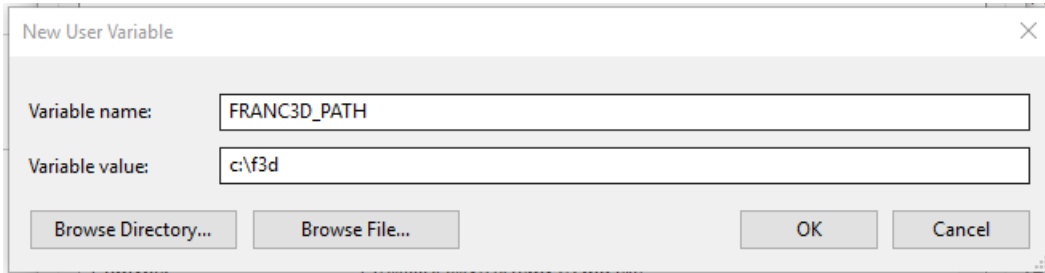 New User Variable
Variable name: FRANC3D_PATH
Variable value: c:\f3d
Browse Directory... Browse File... OK Cancel